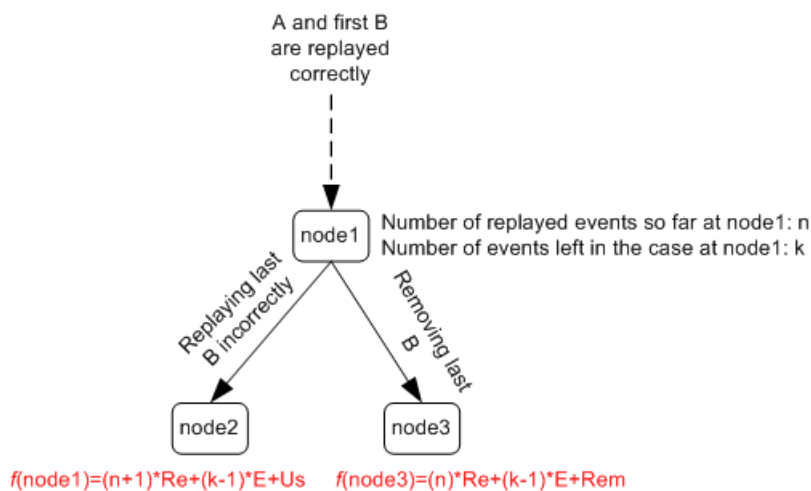 A and first B
are replayed
correctly
node1
Number of replayed events so far at node1: n
Number of events left in the case at node1: k
Replaying last
B incorrectly
Removing last
B
node2
node3
f(node1)=(n+1)*Re+(k-1)*E+Us
f(node3)=(n)*Re+(k-1)*E+Rem